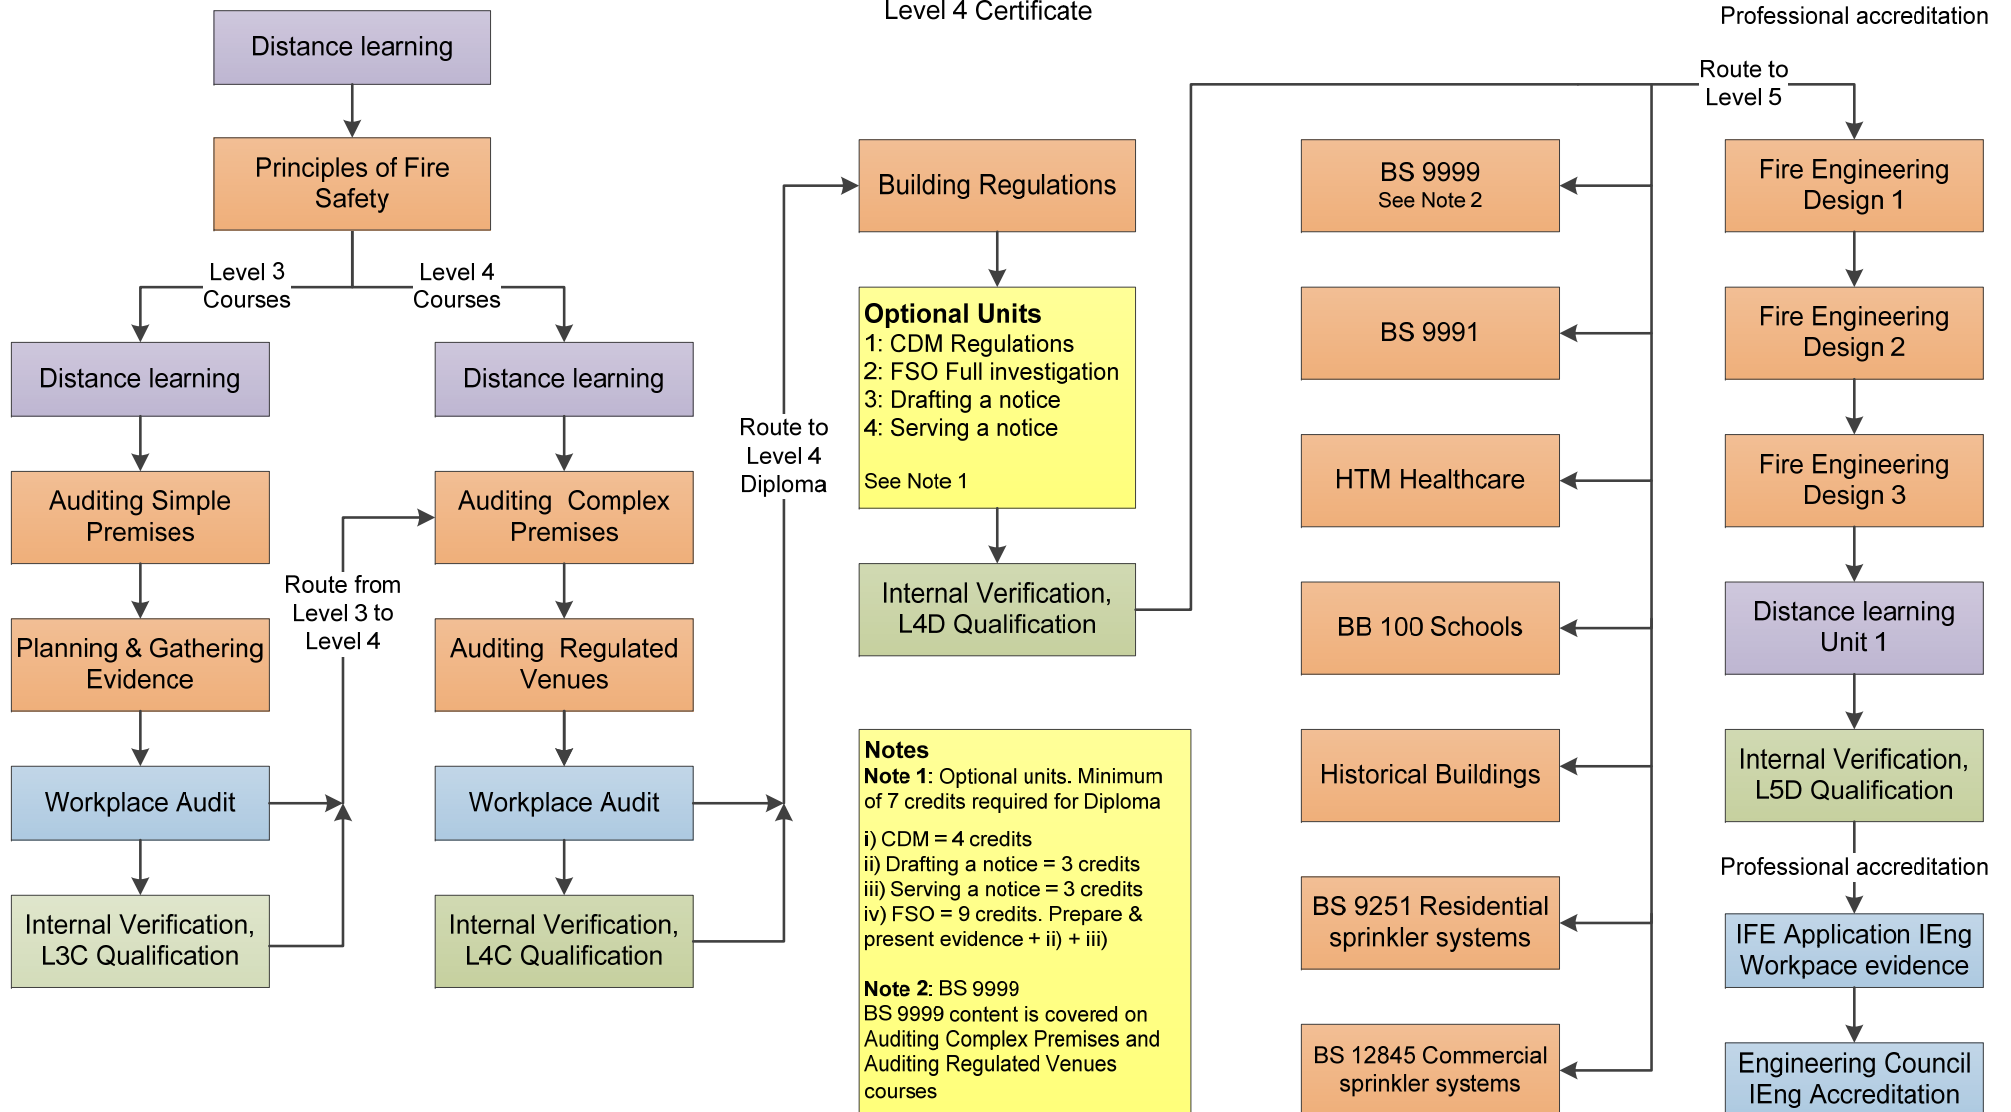 Level 4 Certificate
Professional accreditation
Distance learning
Principles of Fire
Safety
Level 3
Courses
Level 4
Courses
Distance learning
Auditing Simple
Premises
Planning & Gathering
Evidence
Workplace Audit
Internal Verification,
L3C Qualification
Route from
Level 3 to
Level 4
Distance learning
Auditing Complex
Premises
Auditing Regulated
Venues
Workplace Audit
Internal Verification,
L4C Qualification
Route to
Level 4
Diploma
Building Regulations
Optional Units
1: CDM Regulations
2: FSO Full investigation
3: Drafting a notice
4: Serving a notice
See Note 1
Internal Verification,
L4D Qualification
Notes
Note 1: Optional units. Minimum
of 7 credits required for Diploma
i) CDM = 4 credits
ii) Drafting a notice = 3 credits
iii) Serving a notice = 3 credits
iv) FSO = 9 credits. Prepare &
present evidence + ii) + iii)
Note 2: BS 9999
BS 9999 content is covered on
Auditing Complex Premises and
Auditing Regulated Venues
courses
BS 9999
See Note 2
BS 9991
HTM Healthcare
BB 100 Schools
Historical Buildings
BS 9251 Residential
sprinkler systems
BS 12845 Commercial
sprinkler systems
Route to
Level 5
Fire Engineering
Design 1
Fire Engineering
Design 2
Fire Engineering
Design 3
Distance learning
Unit 1
Internal Verification,
L5D Qualification
Professional accreditation
IFE Application IEng
Workpace evidence
Engineering Council
IEng Accreditation